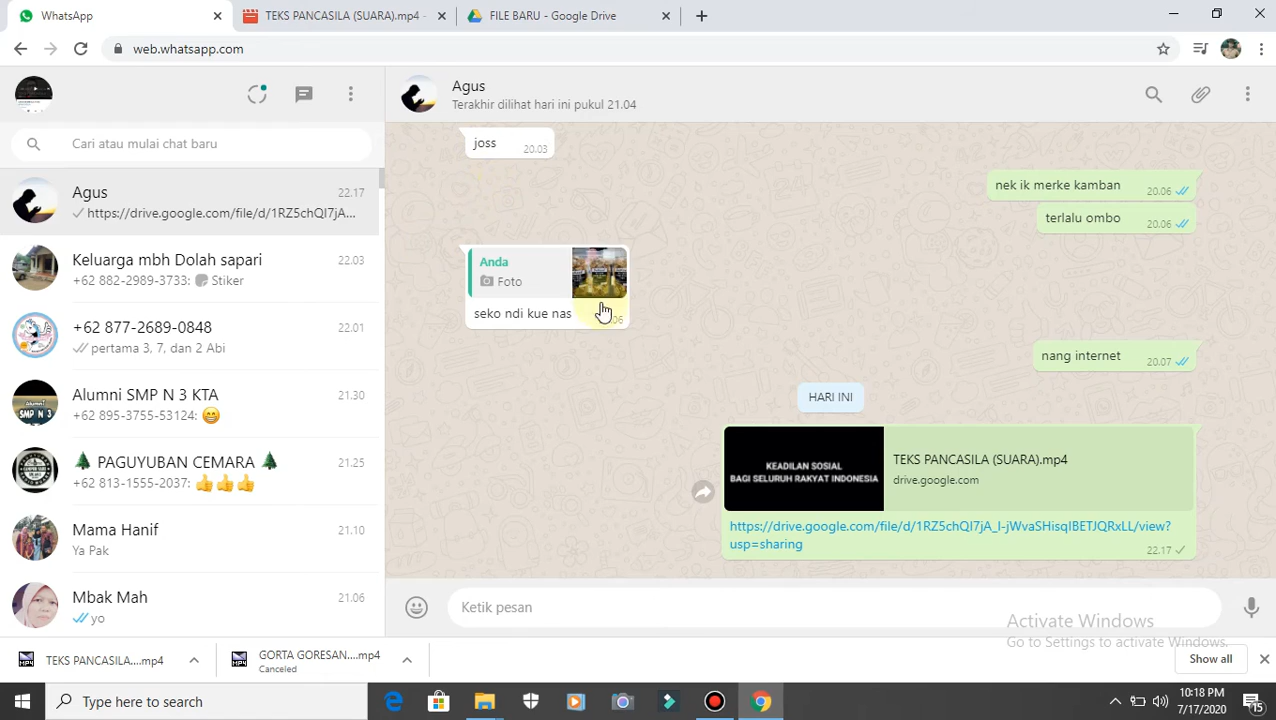 WhatsApp
TEKS PANCASILA (SUARA).mp4 -
FILE BARU - Google Drive
web.whatsapp.com
Agus
Terakhir dilihat hari ini pukul 21.04
Cari atau mulai chat baru
Agus
22.17
https://drive.google.com/file/d/1RZ5chQI7jA...
Keluarga mbh Dolah sapari
22.03
+62 882-2989-3733: Stiker
+62 877-2689-0848
22.01
pertama 3, 7, dan 2 Abi
Alumni SMP N 3 KTA
21.30
+62 895-3755-53124: 😊
🌲 PAGUYUBAN CEMARA 🌲
21.25
+62 813-1502-2037: 👍👍👍
Mama Hanif
21.10
Ya Pak
Mbak Mah
21.06
yo
joss
20.03
nek ik merke kamban
20.06
terlalu ombo
20.06
Anda
Foto
seko ndi kue nas
nang internet
20.07
HARI INI
KEADILAN SOSIAL
BAGI SELURUH RAKYAT INDONESIA
TEKS PANCASILA (SUARA).mp4
drive.google.com
https://drive.google.com/file/d/1RZ5chQI7jA_l-jWvaSHisqIBETJQRxLL/view?
usp=sharing
22.17
Ketik pesan
Activate Windows
Go to Settings to activate Windows.
TEKS PANCASILA....mp4
GORTA GORESAN....mp4
Canceled
Show all
Type here to search
10:18 PM
7/17/2020
15